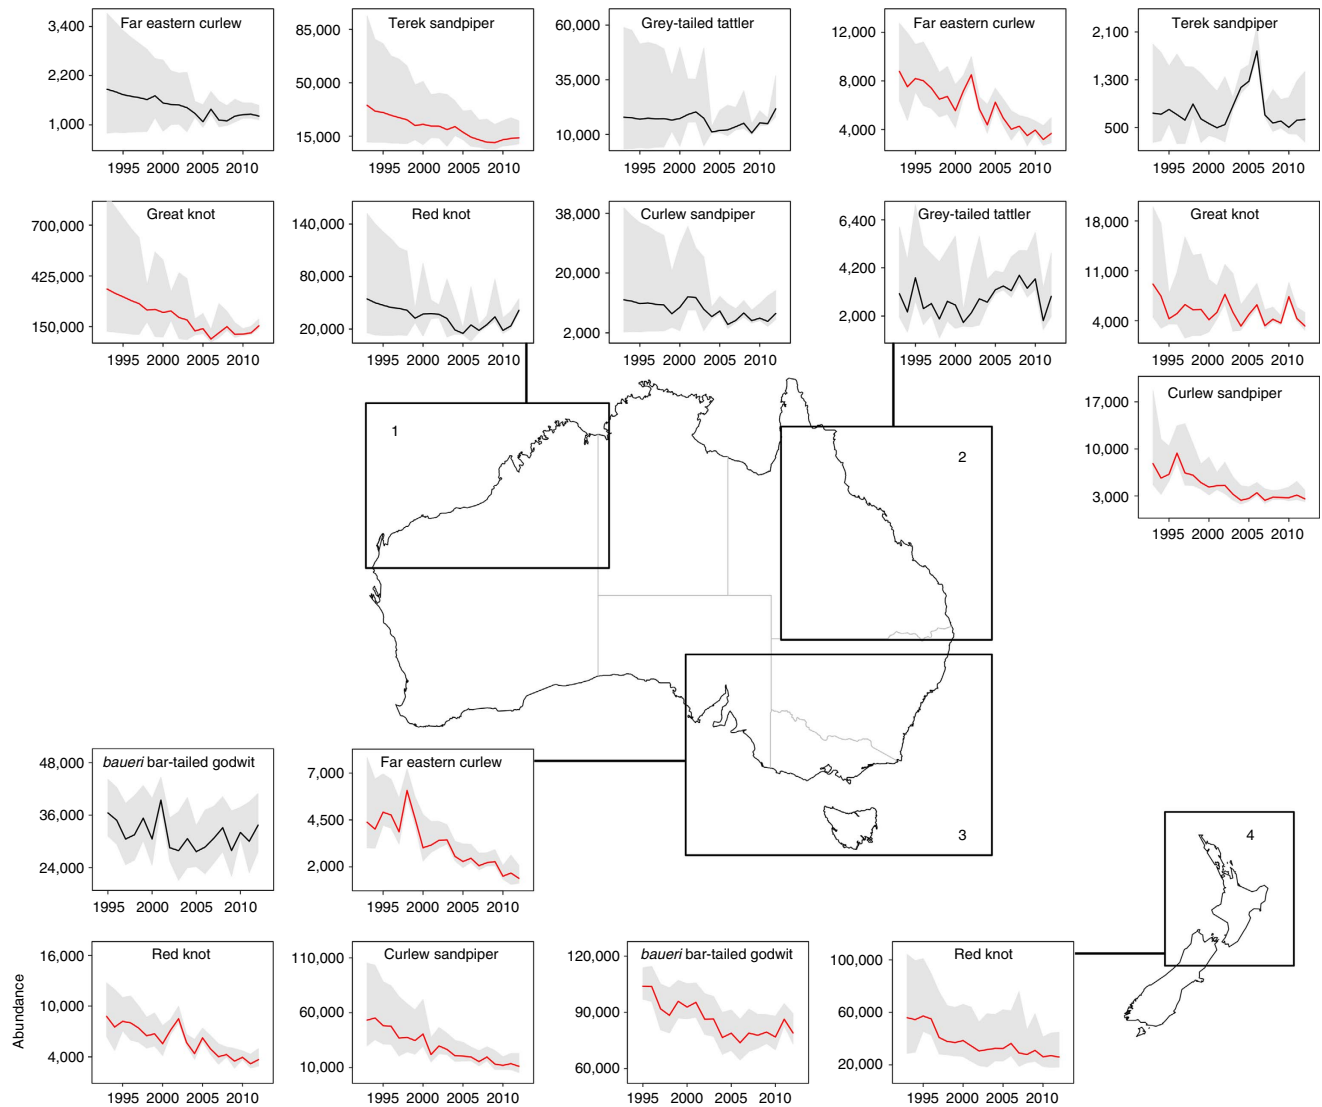 Far eastern curlew
3,400
2,200
1,000
1995 2000 2005 2010
Terek sandpiper
85,000
50,000
15,000
1995 2000 2005 2010
Grey-tailed tattler
60,000
35,000
10,000
1995 2000 2005 2010
Far eastern curlew
12,000
8,000
4,000
1995 2000 2005 2010
Terek sandpiper
2,100
1,300
500
1995 2000 2005 2010
Great knot
700,000
425,000
150,000
1995 2000 2005 2010
Red knot
140,000
80,000
20,000
1995 2000 2005 2010
Curlew sandpiper
38,000
20,000
2,000
1995 2000 2005 2010
Grey-tailed tattler
6,400
4,200
2,000
1995 2000 2005 2010
Great knot
18,000
11,000
4,000
1995 2000 2005 2010
Curlew sandpiper
17,000
10,000
3,000
1995 2000 2005 2010
1
2
3
4
baueri bar-tailed godwit
48,000
36,000
24,000
1995 2000 2005 2010
Far eastern curlew
7,000
4,500
2,000
1995 2000 2005 2010
Abundance
Red knot
16,000
10,000
4,000
1995 2000 2005 2010
Curlew sandpiper
110,000
60,000
10,000
1995 2000 2005 2010
baueri bar-tailed godwit
120,000
90,000
60,000
1995 2000 2005 2010
Red knot
100,000
60,000
20,000
1995 2000 2005 2010